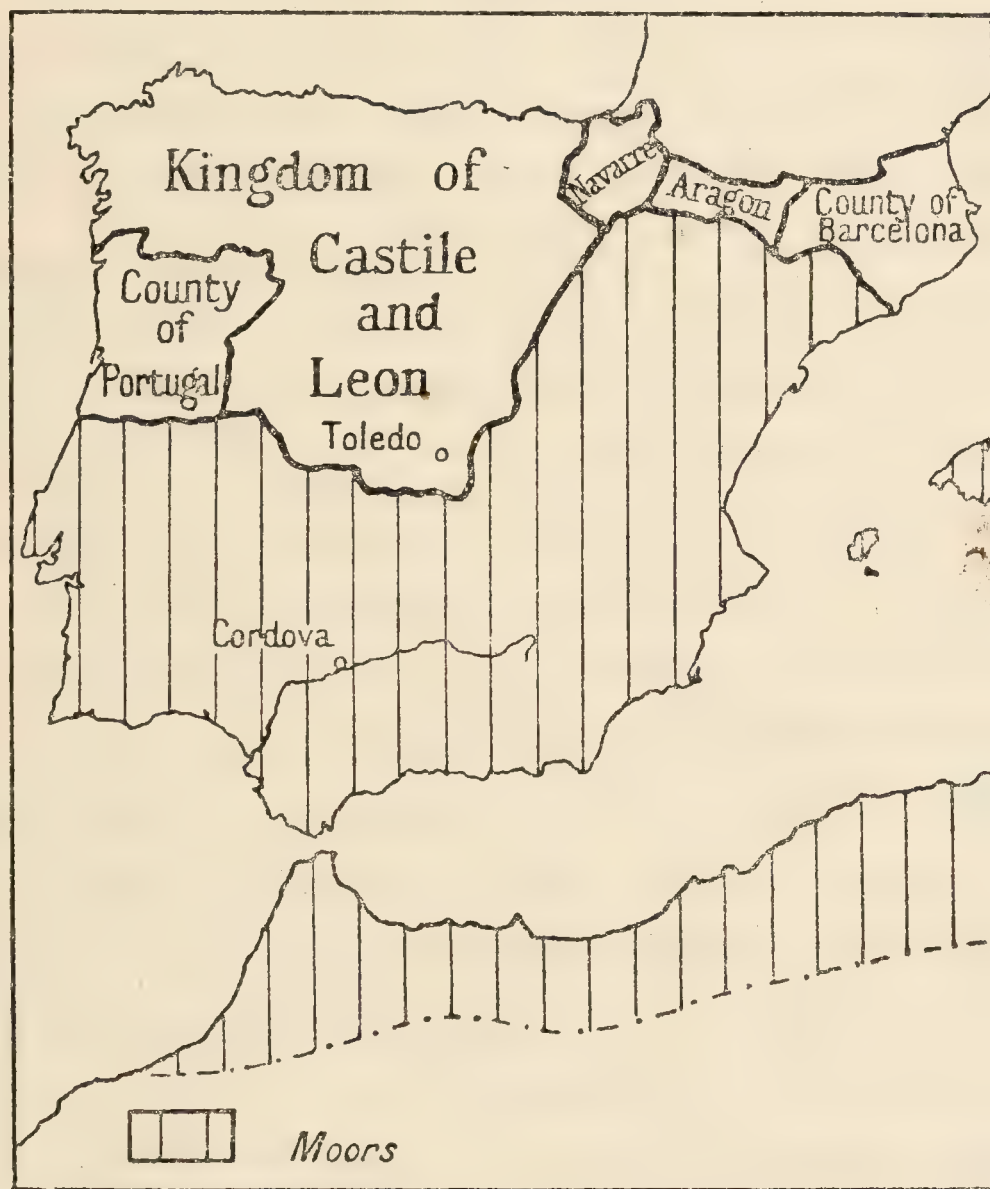 Kingdom of
Castile
and
Leon
Toledo
County
of
Portugal
Navarre
Aragon
County of
Barcelona
Cordova
Moors